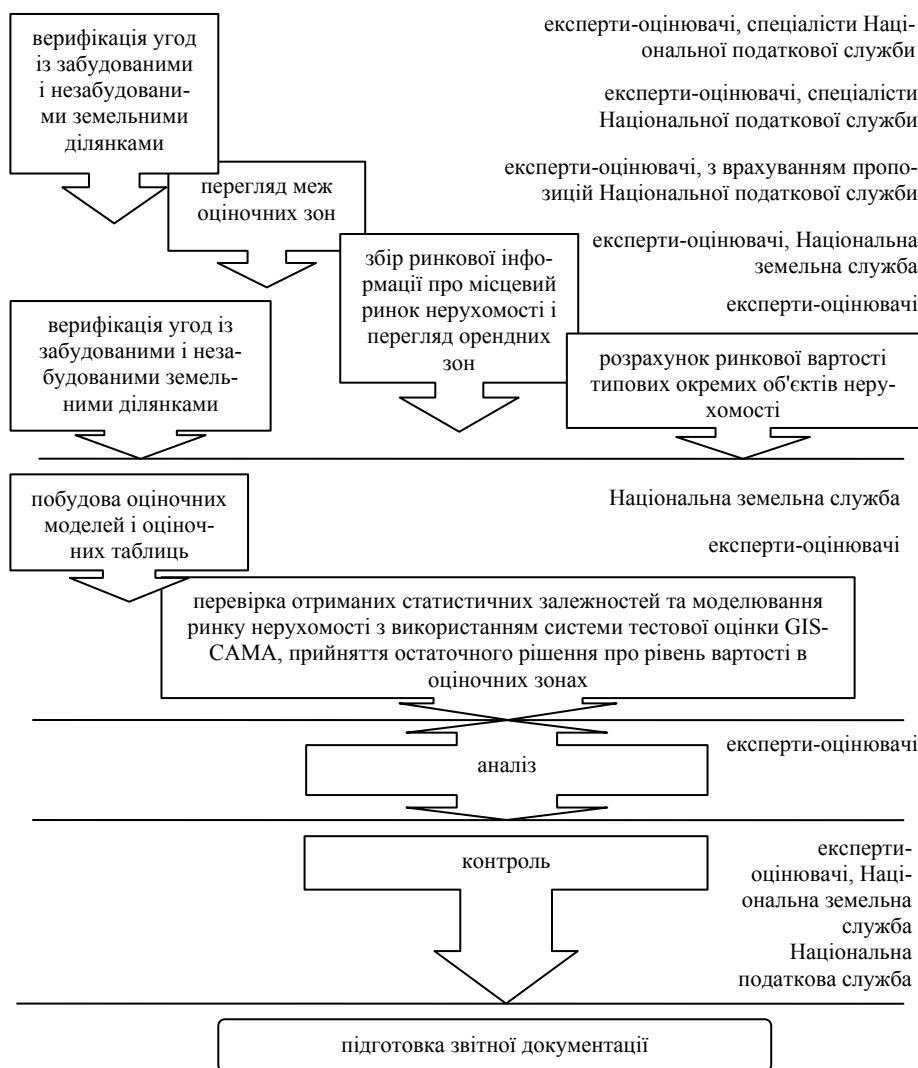 верифікація угод
із забудованими
і незабудовани-
ми земельними
ділянками
експерти-оцінювачі, спеціалісти Наці-
ональної податкової служби
експерти-оцінювачі, спеціалісти
Національної податкової служби
перегляд меж
оціночних зон
експерти-оцінювачі, з врахуванням пропо-
зицій Національної податкової служби
збір ринкової інфо-
рмації про місцевий
ринок нерухомості і
перегляд орендних
зон
експерти-оцінювачі, Національна
земельна служба
експерти-оцінювачі
верифікація угод із
забудованими і неза-
будованими земель-
ними ділянками
розрахунок ринкової вартості
типових окремих об'єктів неру-
хомості
побудова оціночних
моделей і оціноч-
них таблиць
Національна земельна служба
експерти-оцінювачі
перевірка отриманих статистичних залежностей та моделювання
ринку нерухомості з використанням системи тестової оцінки GIS-
CAMA, прийняття остаточного рішення про рівень вартості в
оціночних зонах
експерти-оцінювачі
аналіз
контроль
експерти-
оцінювачі, Наці-
ональна земельна
служба
Національна
податкова служба
підготовка звітної документації